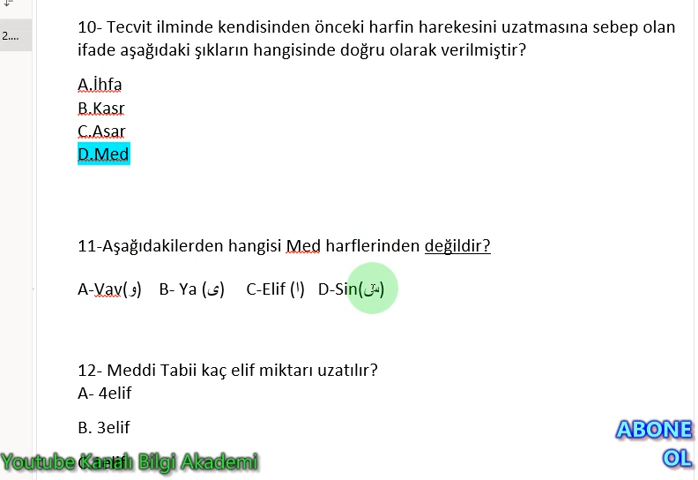 2....
10- Tecvit ilminde kendisinden önceki harfin harekesini uzatmasına sebep olan
ifade aşağıdaki şıkların hangisinde doğru olarak verilmiştir?
A.İhfa
B.Kasr
C.Asar
D.Med
11-Aşağıdakilerden hangisi Med harflerinden değildir?
A-Vav(و) B- Ya (ى) C-Elif (ا) D-Sin(س)
12- Meddi Tabii kaç elif miktarı uzatılır?
A- 4elif
B. 3elif
ABONE
OL
Youtube Kanalı Bilgi Akademi